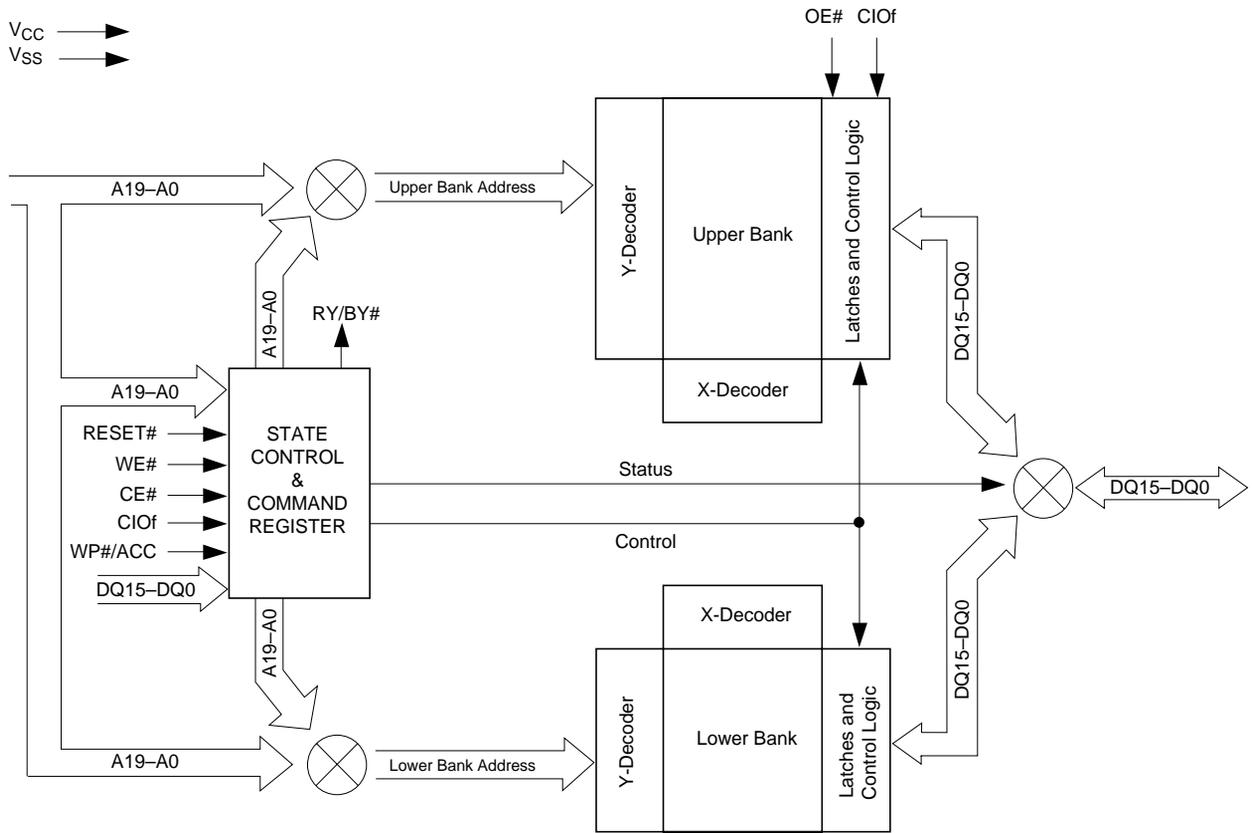 OE# CIOf
VCC
VSS
A19–A0
Upper Bank Address
Y-Decoder
Upper Bank
Latches and Control Logic
X-Decoder
DQ15–DQ0
A19–A0
RY/BY#
A19–A0
RESET#
WE#
CE#
CIOf
WP#/ACC
DQ15–DQ0
STATE
CONTROL
&
COMMAND
REGISTER
Status
Control
DQ15–DQ0
A19–A0
A19–A0
Lower Bank Address
X-Decoder
Y-Decoder
Lower Bank
Latches and
Control Logic
DQ15–DQ0